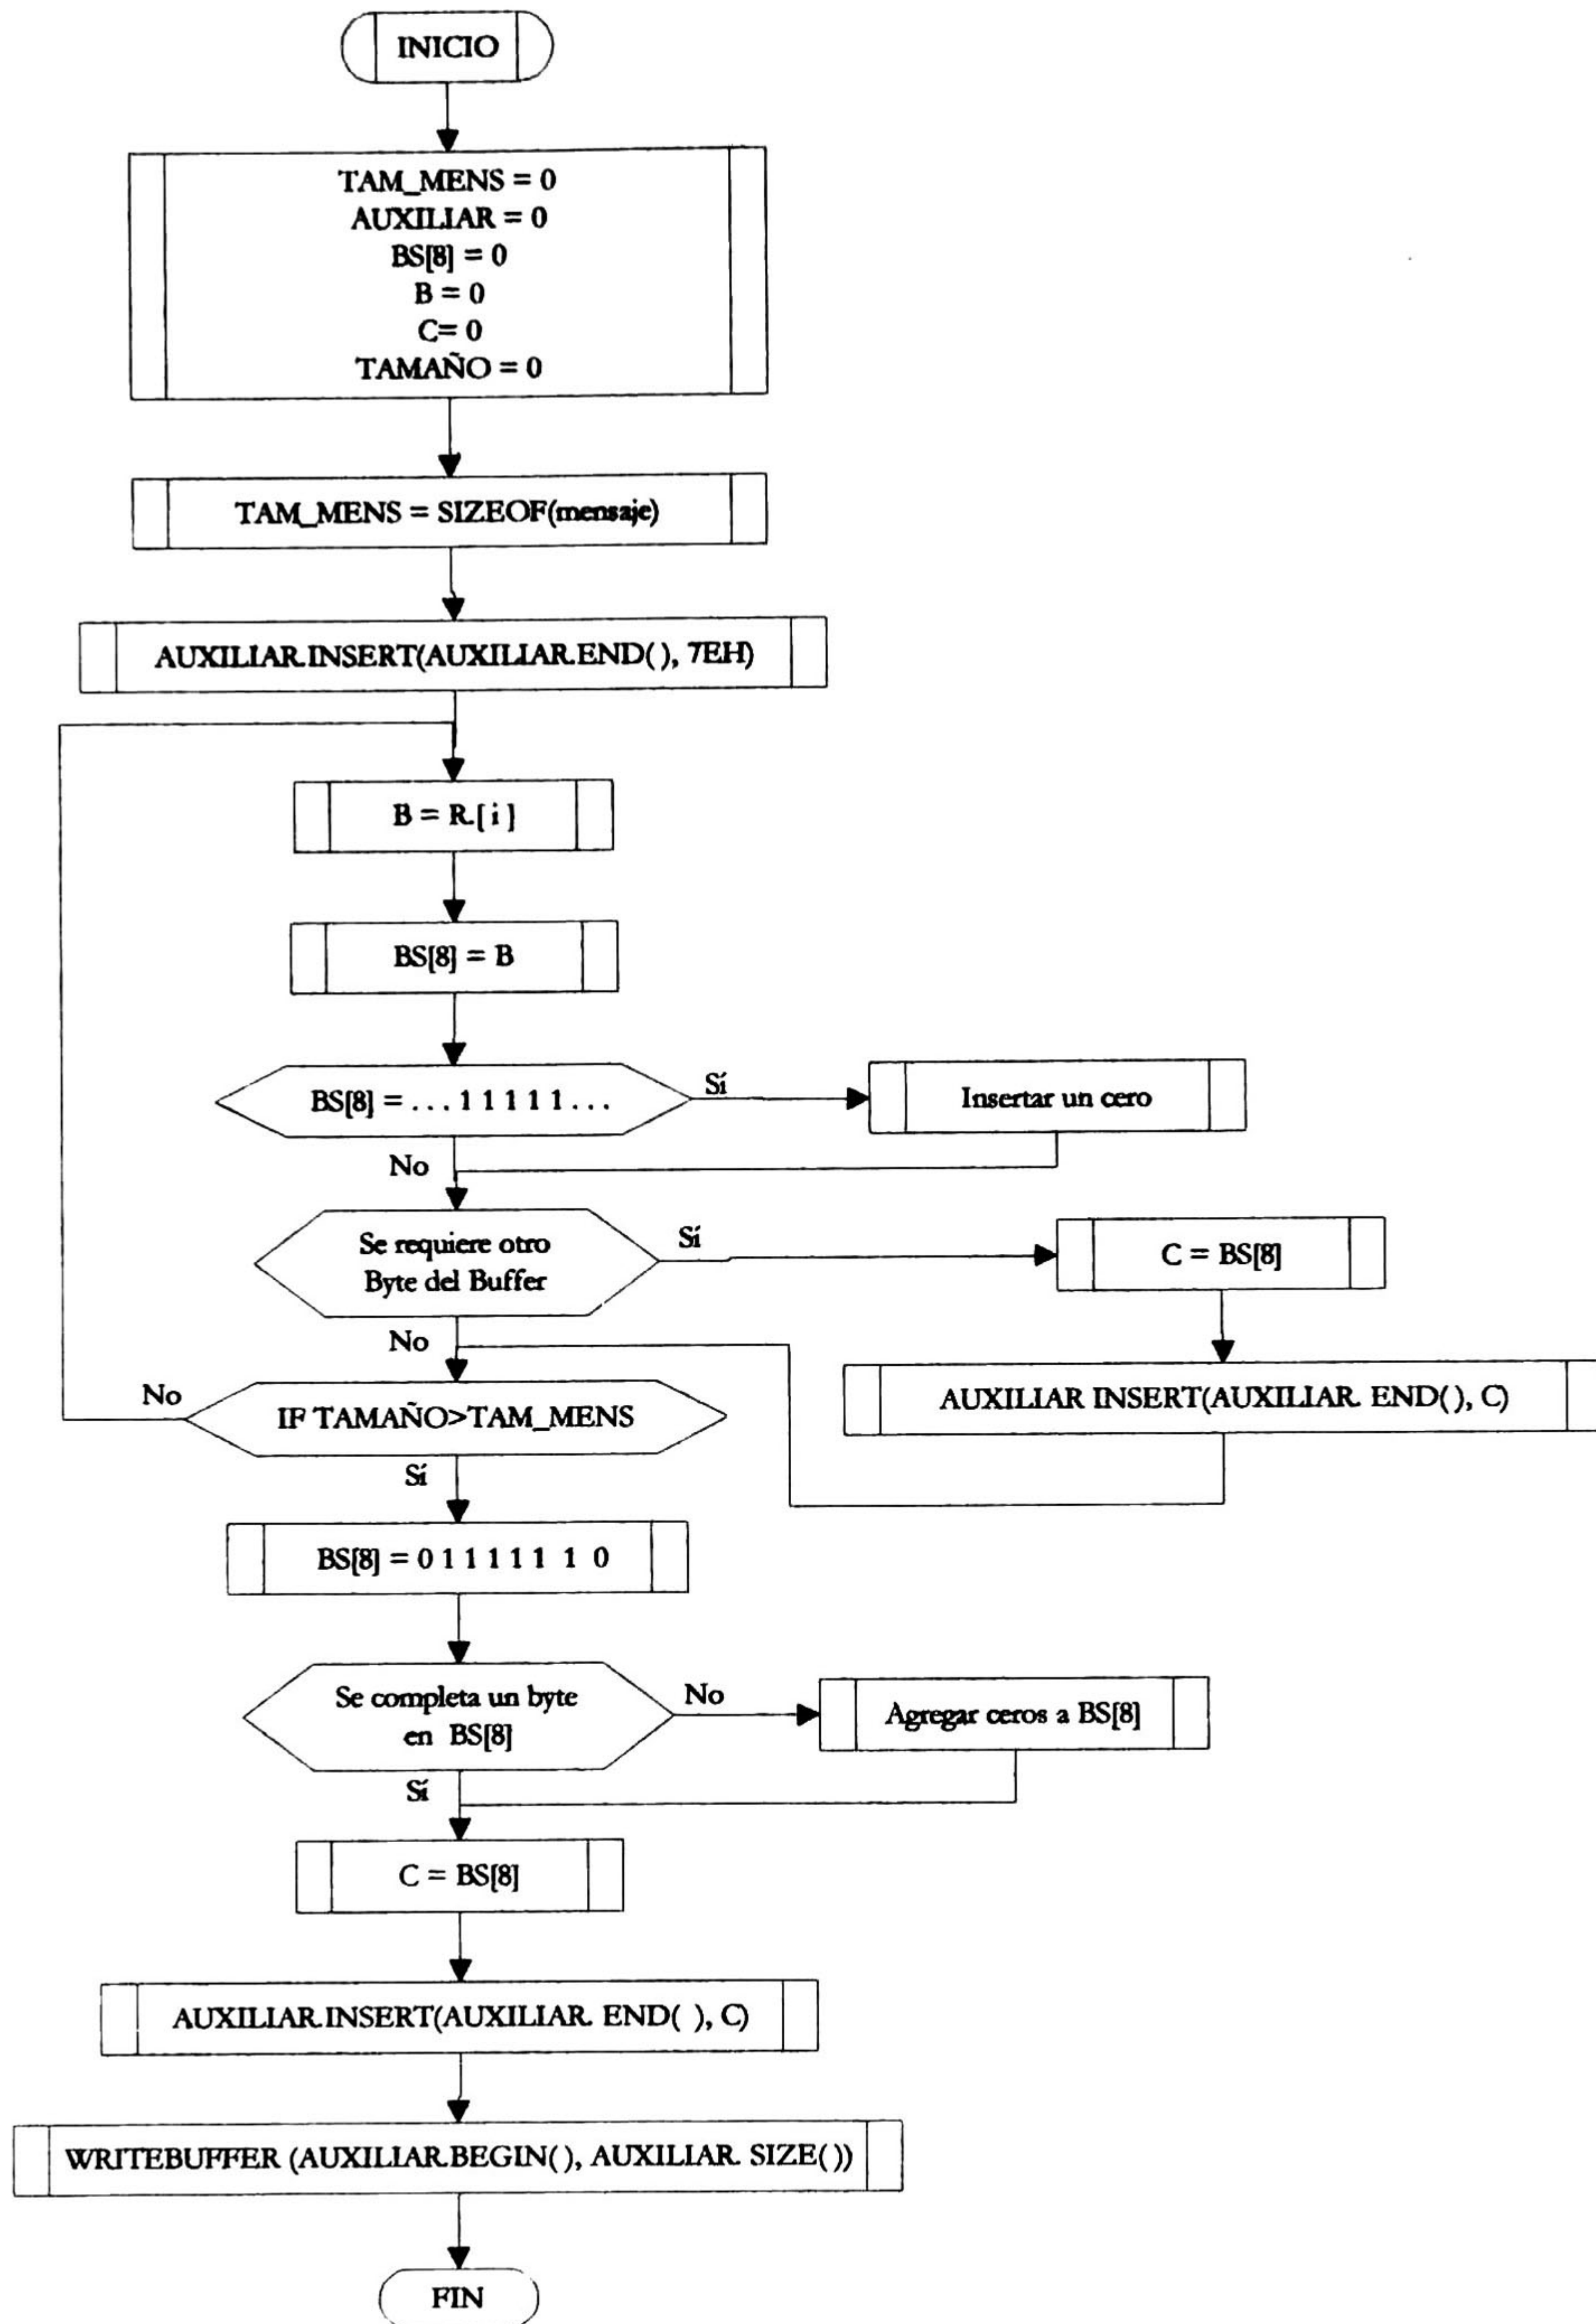 INICIO
TAM_MENS = 0
AUXILIAR = 0
BS[8] = 0
B = 0
C= 0
TAMAÑO = 0
TAM_MENS = SIZEOF(mensaje)
AUXILIAR.INSERT(AUXILIAR.END( ), 7EH)
B = R.[ i ]
BS[8] = B
BS[8] = . . . 1 1 1 1 1 . . .
Sí
Insertar un cero
No
Se requiere otro
Byte del Buffer
Sí
C = BS[8]
No
AUXILIAR INSERT(AUXILIAR. END( ), C)
No
IF TAMAÑO>TAM_MENS
Sí
BS[8] = 0 1 1 1 1 1 1 0
Se completa un byte
en BS[8]
No
Agregar ceros a BS[8]
Sí
C = BS[8]
AUXILIAR.INSERT(AUXILIAR. END( ), C)
WRITEBUFFER (AUXILIAR.BEGIN( ), AUXILIAR. SIZE( ))
FIN